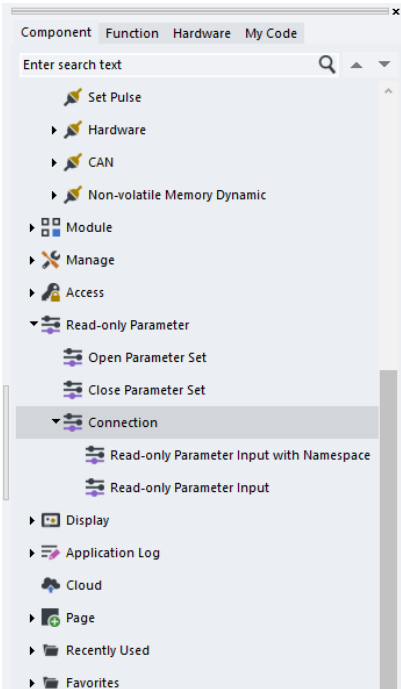 Component Function Hardware My Code
Enter search text
Set Pulse
Hardware
CAN
Non-volatile Memory Dynamic
Module
Manage
Access
Read-only Parameter
Open Parameter Set
Close Parameter Set
Connection
Read-only Parameter Input with Namespace
Read-only Parameter Input
Display
Application Log
Cloud
Page
Recently Used
Favorites